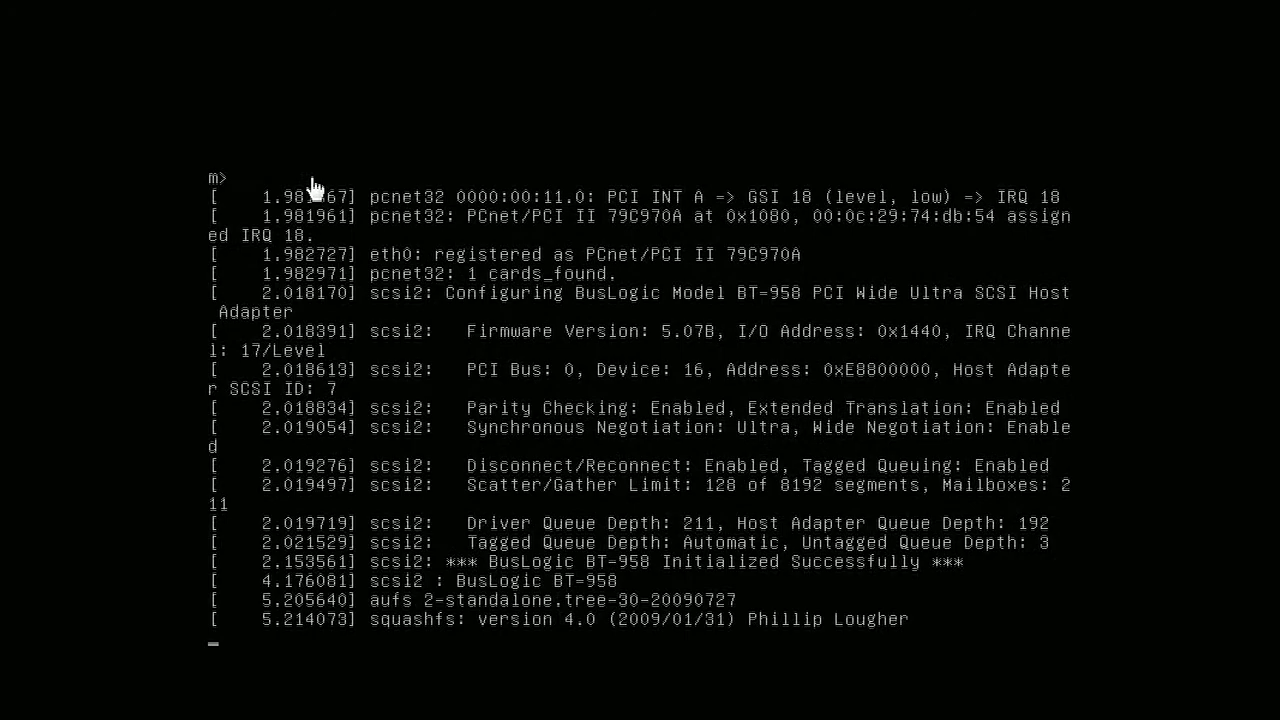 m>
[    1.981 67] pcnet32 0000:00:11.0: PCI INT A => GSI 18 (level, low) => IRQ 18
[    1.981961] pcnet32: PCnet/PCI II 79C970A at 0x1080, 00:0c:29:74:db:54 assign
ed IRQ 18.
[    1.982727] eth0: registered as PCnet/PCI II 79C970A
[    1.982971] pcnet32: 1 cards_found.
[    2.018170] scsi2: Configuring BusLogic Model BT-958 PCI Wide Ultra SCSI Host
 Adapter
[    2.018391] scsi2:   Firmware Version: 5.07B, I/O Address: 0x1440, IRQ Channe
l: 17/Level
[    2.018613] scsi2:   PCI Bus: 0, Device: 16, Address: 0xE8800000, Host Adapte
r SCSI ID: 7
[    2.018834] scsi2:   Parity Checking: Enabled, Extended Translation: Enabled
[    2.019054] scsi2:   Synchronous Negotiation: Ultra, Wide Negotiation: Enable
d
[    2.019276] scsi2:   Disconnect/Reconnect: Enabled, Tagged Queuing: Enabled
[    2.019497] scsi2:   Scatter/Gather Limit: 128 of 8192 segments, Mailboxes: 2
11
[    2.019719] scsi2:   Driver Queue Depth: 211, Host Adapter Queue Depth: 192
[    2.021529] scsi2:   Tagged Queue Depth: Automatic, Untagged Queue Depth: 3
[    2.153561] scsi2: *** BusLogic BT-958 Initialized Successfully ***
[    4.176081] scsi2 : BusLogic BT-958
[    5.205640] aufs 2-standalone.tree-30-20090727
[    5.214073] squashfs: version 4.0 (2009/01/31) Phillip Lougher